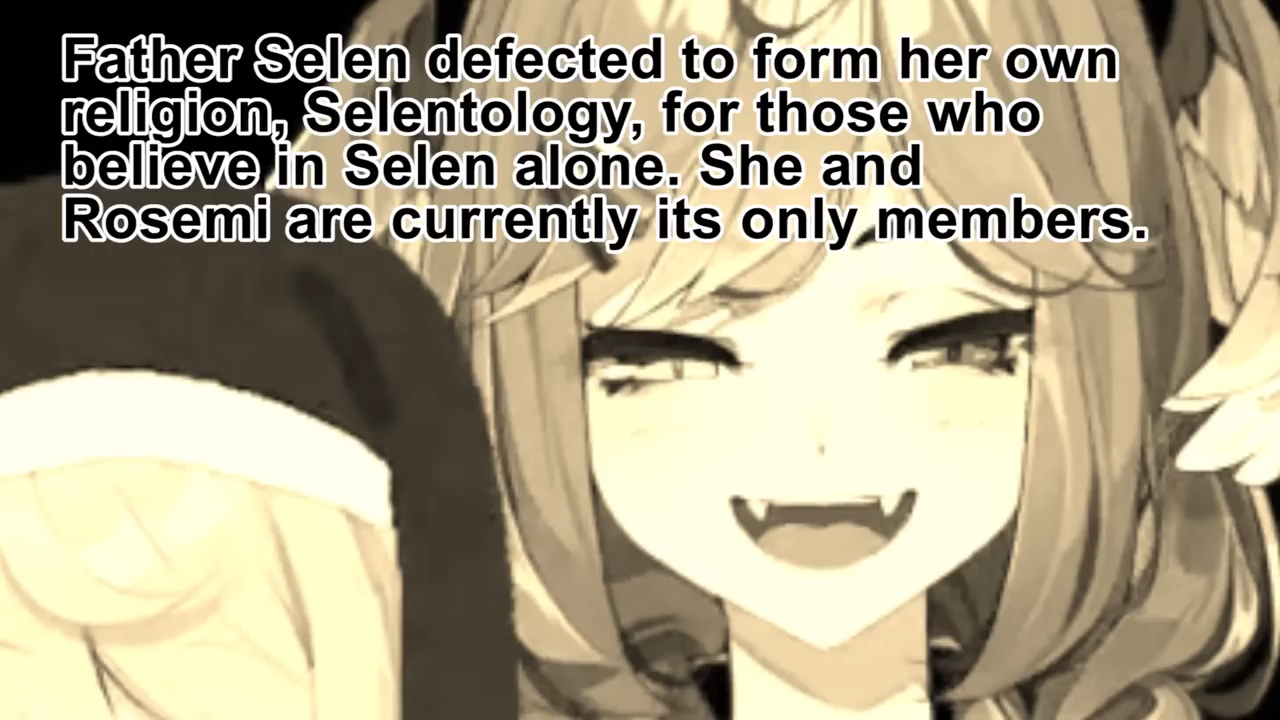 Father Selen defected to form her own
religion, Selentology, for those who
believe in Selen alone. She and
Rosemi are currently its only members.